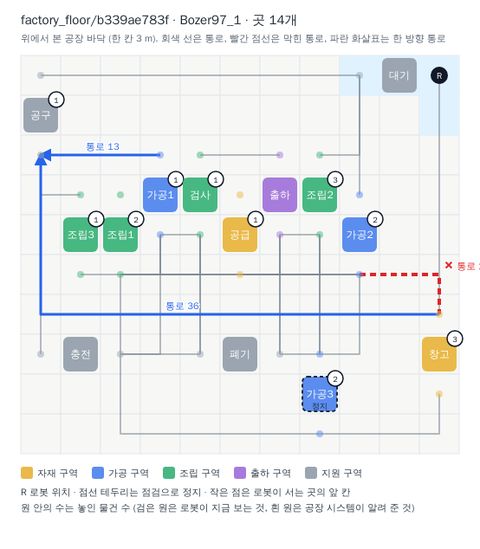 factory_floor/b339ae783f · Bozer97_1 · 곳 14개
위에서 본 공장 바닥 (한 칸 3 m). 회색 선은 통로, 빨간 점선은 막힌 통로, 파란 화살표는 한 방향 통로
대기 R
공구 1
통로 13
가공1 1 검사 1 출하 조립2 3
조립3 1 조립1 2 공급 1 가공2 2
✖ 통로
통로 36
충전 폐기 창고 3
가공3 2
정지
자재 구역 가공 구역 조립 구역 출하 구역 지원 구역
R 로봇 위치 · 점선 테두리는 점검으로 정지 · 작은 점은 로봇이 서는 곳의 앞 칸
원 안의 수는 놓인 물건 수 (검은 원은 로봇이 지금 보는 것, 흰 원은 공장 시스템이 알려 준 것)